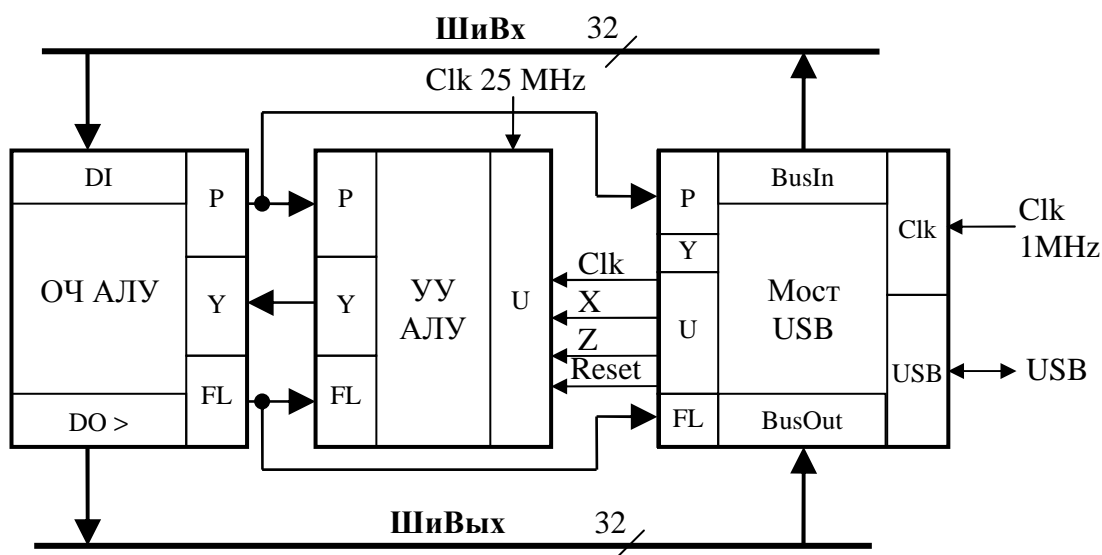 ШиВх 32
Clk 25 MHz
DI
P
ОЧ АЛУ
Y
FL
DO >
P
Y
УУ
АЛУ
U
FL
Clk
X
Z
Reset
P
Y
U
FL
BusIn
Мост
USB
BusOut
Clk
USB
Clk
1MHz
USB
ШиВых 32